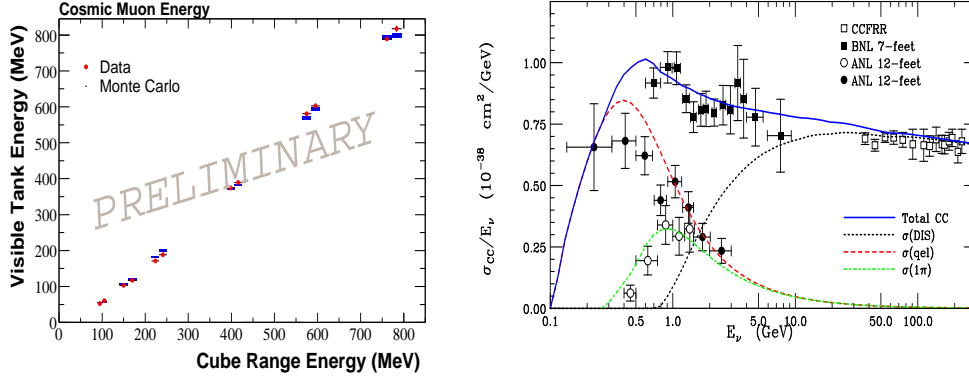 Cosmic Muon Energy
Visible Tank Energy (MeV)
800
700
600
500
400
300
200
100
0
Data
Monte Carlo
PRELIMINARY
0 100 200 300 400 500 600 700 800
Cube Range Energy (MeV)
σCC/Eν (10⁻³⁸ cm²/GeV)
1.25
1.00
0.75
0.50
0.25
0.00
CCFRR
BNL 7-feet
ANL 12-feet
ANL 12-feet
Total CC
σ(DIS)
σ(qel)
σ(1π)
0.1 0.5 1.0 5.0 10.0 50.0 100.0
Eν (GeV)